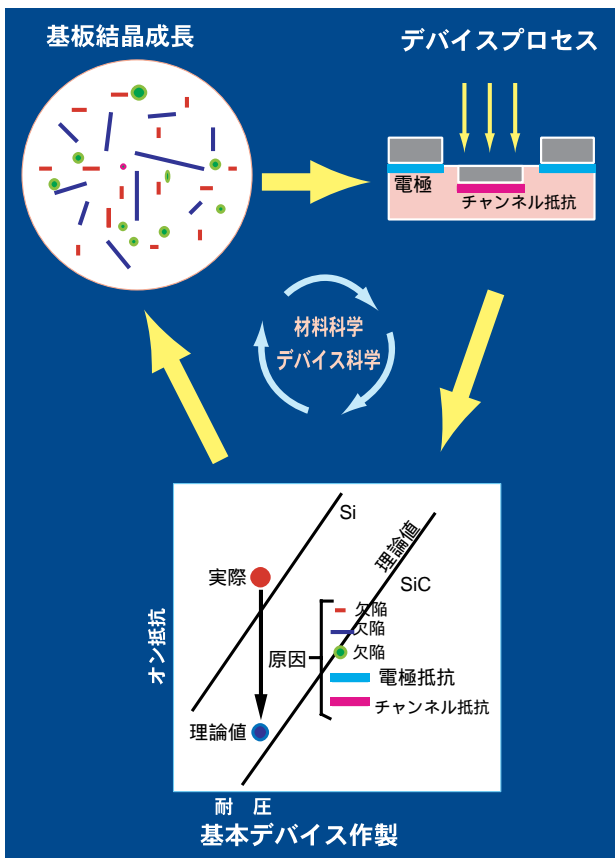 基板結晶成長
デバイスプロセス
電極
チャンネル抵抗
材料科学
デバイス科学
Si
理論値
SiC
実際
欠陥
欠陥
原因
欠陥
電極抵抗
チャンネル抵抗
理論値
オン抵抗
耐 圧
基本デバイス作製